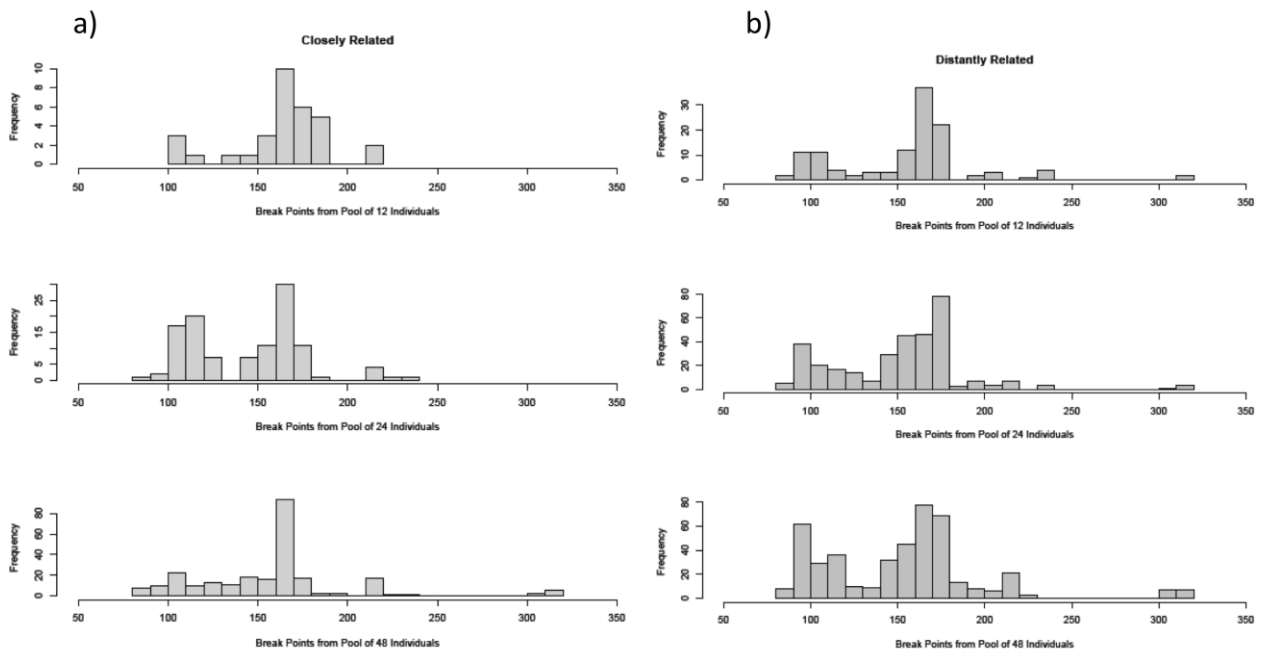 a)
Closely Related
Frequency
0 2 4 6 8 10
50 100 150 200 250 300 350
Break Points from Pool of 12 Individuals
Frequency
0 5 15 25
50 100 150 200 250 300 350
Break Points from Pool of 24 Individuals
Frequency
0 20 40 60 80
50 100 150 200 250 300 350
Break Points from Pool of 48 Individuals
b)
Distantly Related
Frequency
0 10 20 30
50 100 150 200 250 300 350
Break Points from Pool of 12 Individuals
Frequency
0 20 40 60 80
50 100 150 200 250 300 350
Break Points from Pool of 24 Individuals
Frequency
0 20 40 60 80
50 100 150 200 250 300 350
Break Points from Pool of 48 Individuals